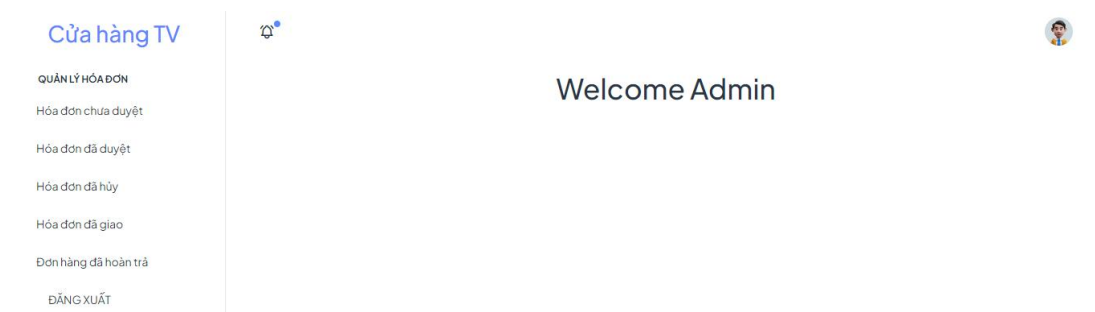 Cửa hàng TV
QUẢN LÝ HÓA ĐƠN
Hóa đơn chưa duyệt
Hóa đơn đã duyệt
Hóa đơn đã hủy
Hóa đơn đã giao
Đơn hàng đã hoàn trả
ĐĂNG XUẤT
Welcome Admin